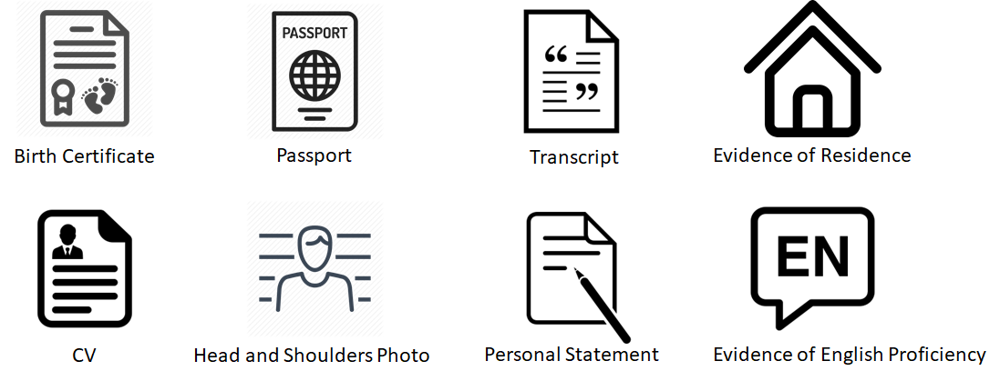 PASSPORT
Birth Certificate
Passport
Transcript
Evidence of Residence
EN
CV
Head and Shoulders Photo
Personal Statement
Evidence of English Proficiency